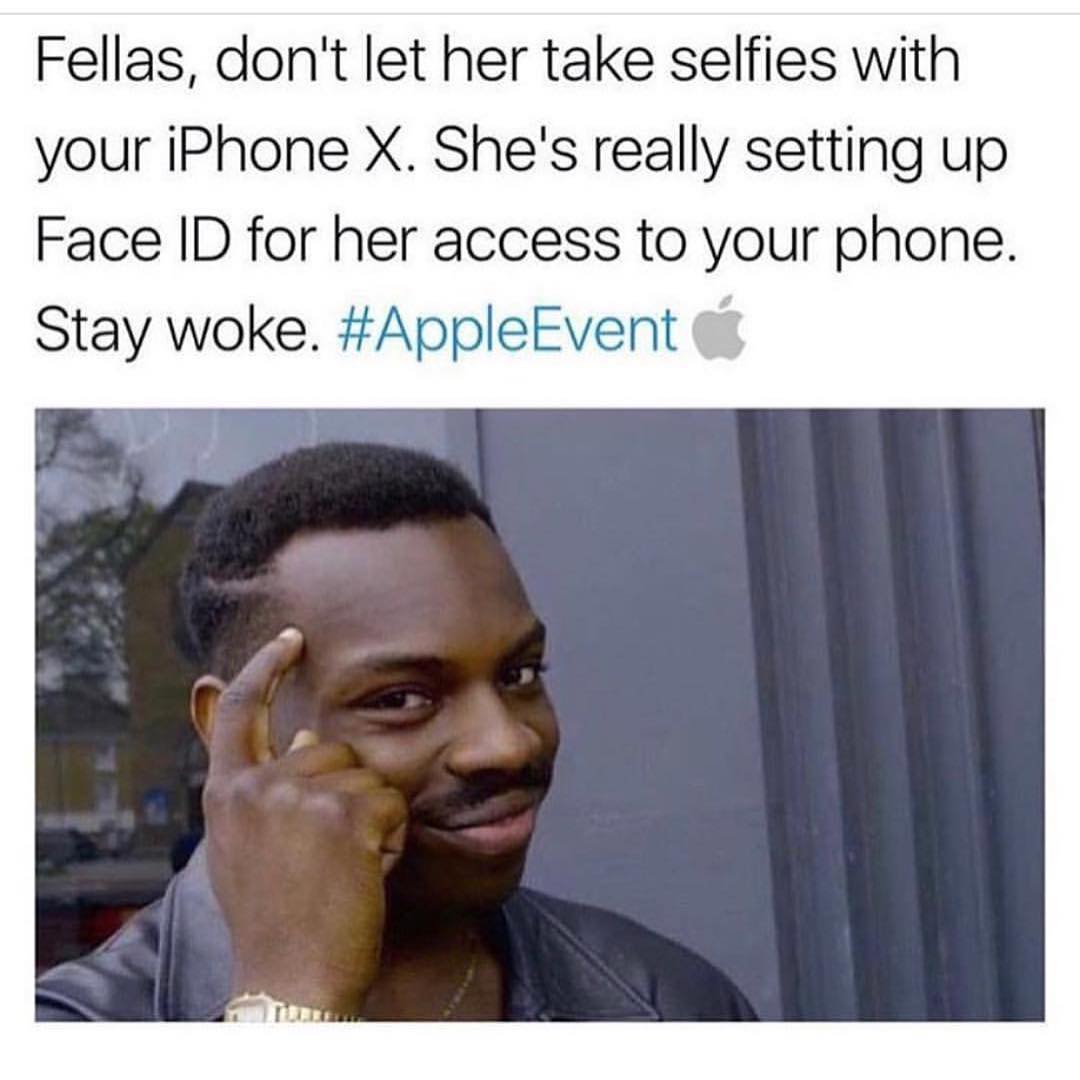 Fellas, don't let her take selfies with
your iPhone X. She's really setting up
Face ID for her access to your phone.
Stay woke. #AppleEvent